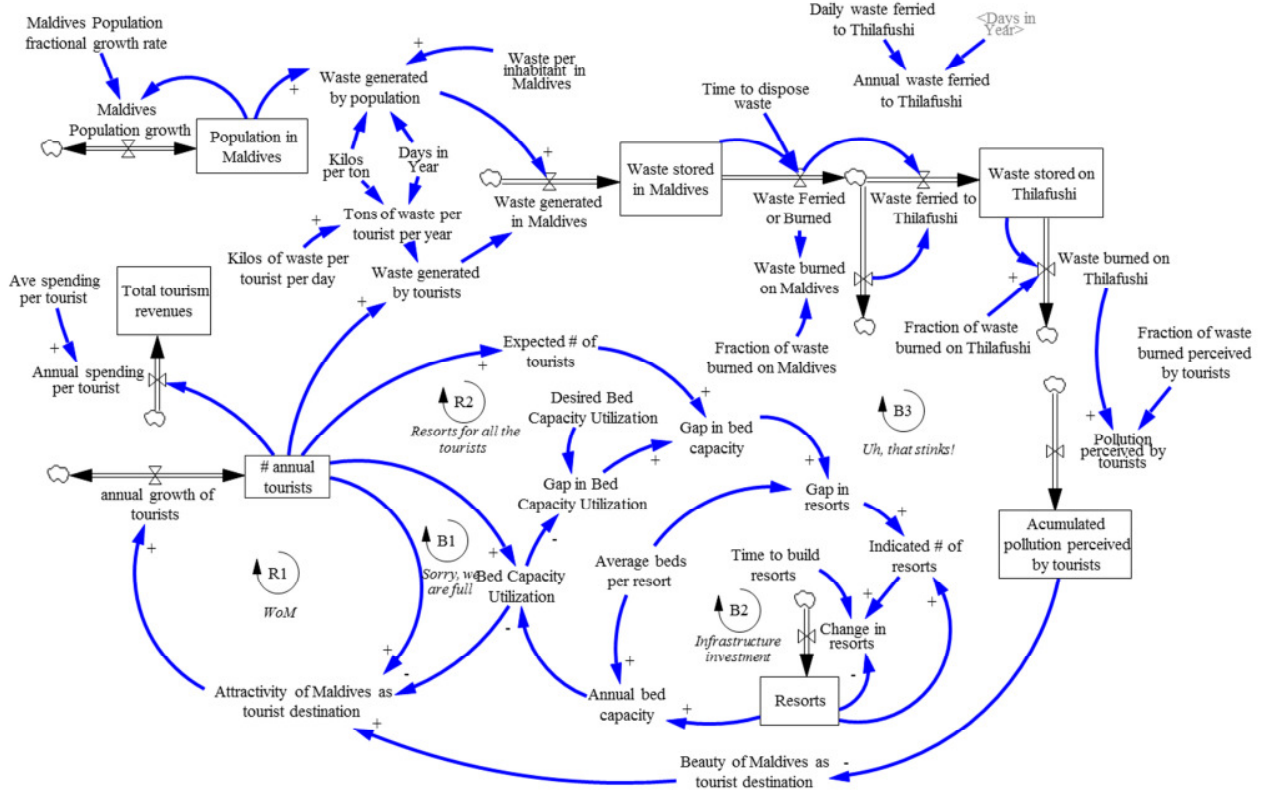 Maldives Population
fractional growth rate
Maldives
Population growth
Population in
Maldives
+
Waste generated
by population
+
Waste per
inhabitant in
Maldives
Kilos
per ton
Days in
Year
Tons of waste per
tourist per year
+
Kilos of waste per
tourist per day
Waste generated
by tourists
+
+
Waste generated
in Maldives
Time to dispose
waste
Waste stored
in Maldives
Daily waste ferried
to Thilafushi
<Days in
Year>
Annual waste ferried
to Thilafushi
Waste Ferried
or Burned
Waste ferried to
Thilafushi
Waste stored on
Thilafushi
Waste burned
on Maldives
Fraction of waste
burned on Maldives
Waste burned on
Thilafushi
+
Fraction of waste
burned on Thilafushi
Fraction of waste
burned perceived
by tourists
+
Pollution
perceived by
tourists
Ave spending
per tourist
+
Annual spending
per tourist
Total tourism
revenues
# annual
tourists
annual growth of
tourists
+
Expected # of
tourists
+
R2
Resorts for all the
tourists
Desired Bed
Capacity Utilization
Gap in bed
capacity
+
+
Gap in Bed
Capacity Utilization
-
B3
Uh, that stinks!
Gap in
resorts
+
+
+
Indicated # of
resorts
+
R1
WoM
B1
Sorry, we
are full
+
Bed Capacity
Utilization
-
Average beds
per resort
Time to build
resorts
B2
Infrastructure
investment
+
Change in
resorts
-
Resorts
+
Annual bed
capacity
+
Acumulated
pollution perceived
by tourists
+
-
Attractivity of Maldives as
tourist destination
+
Beauty of Maldives as
tourist destination
-